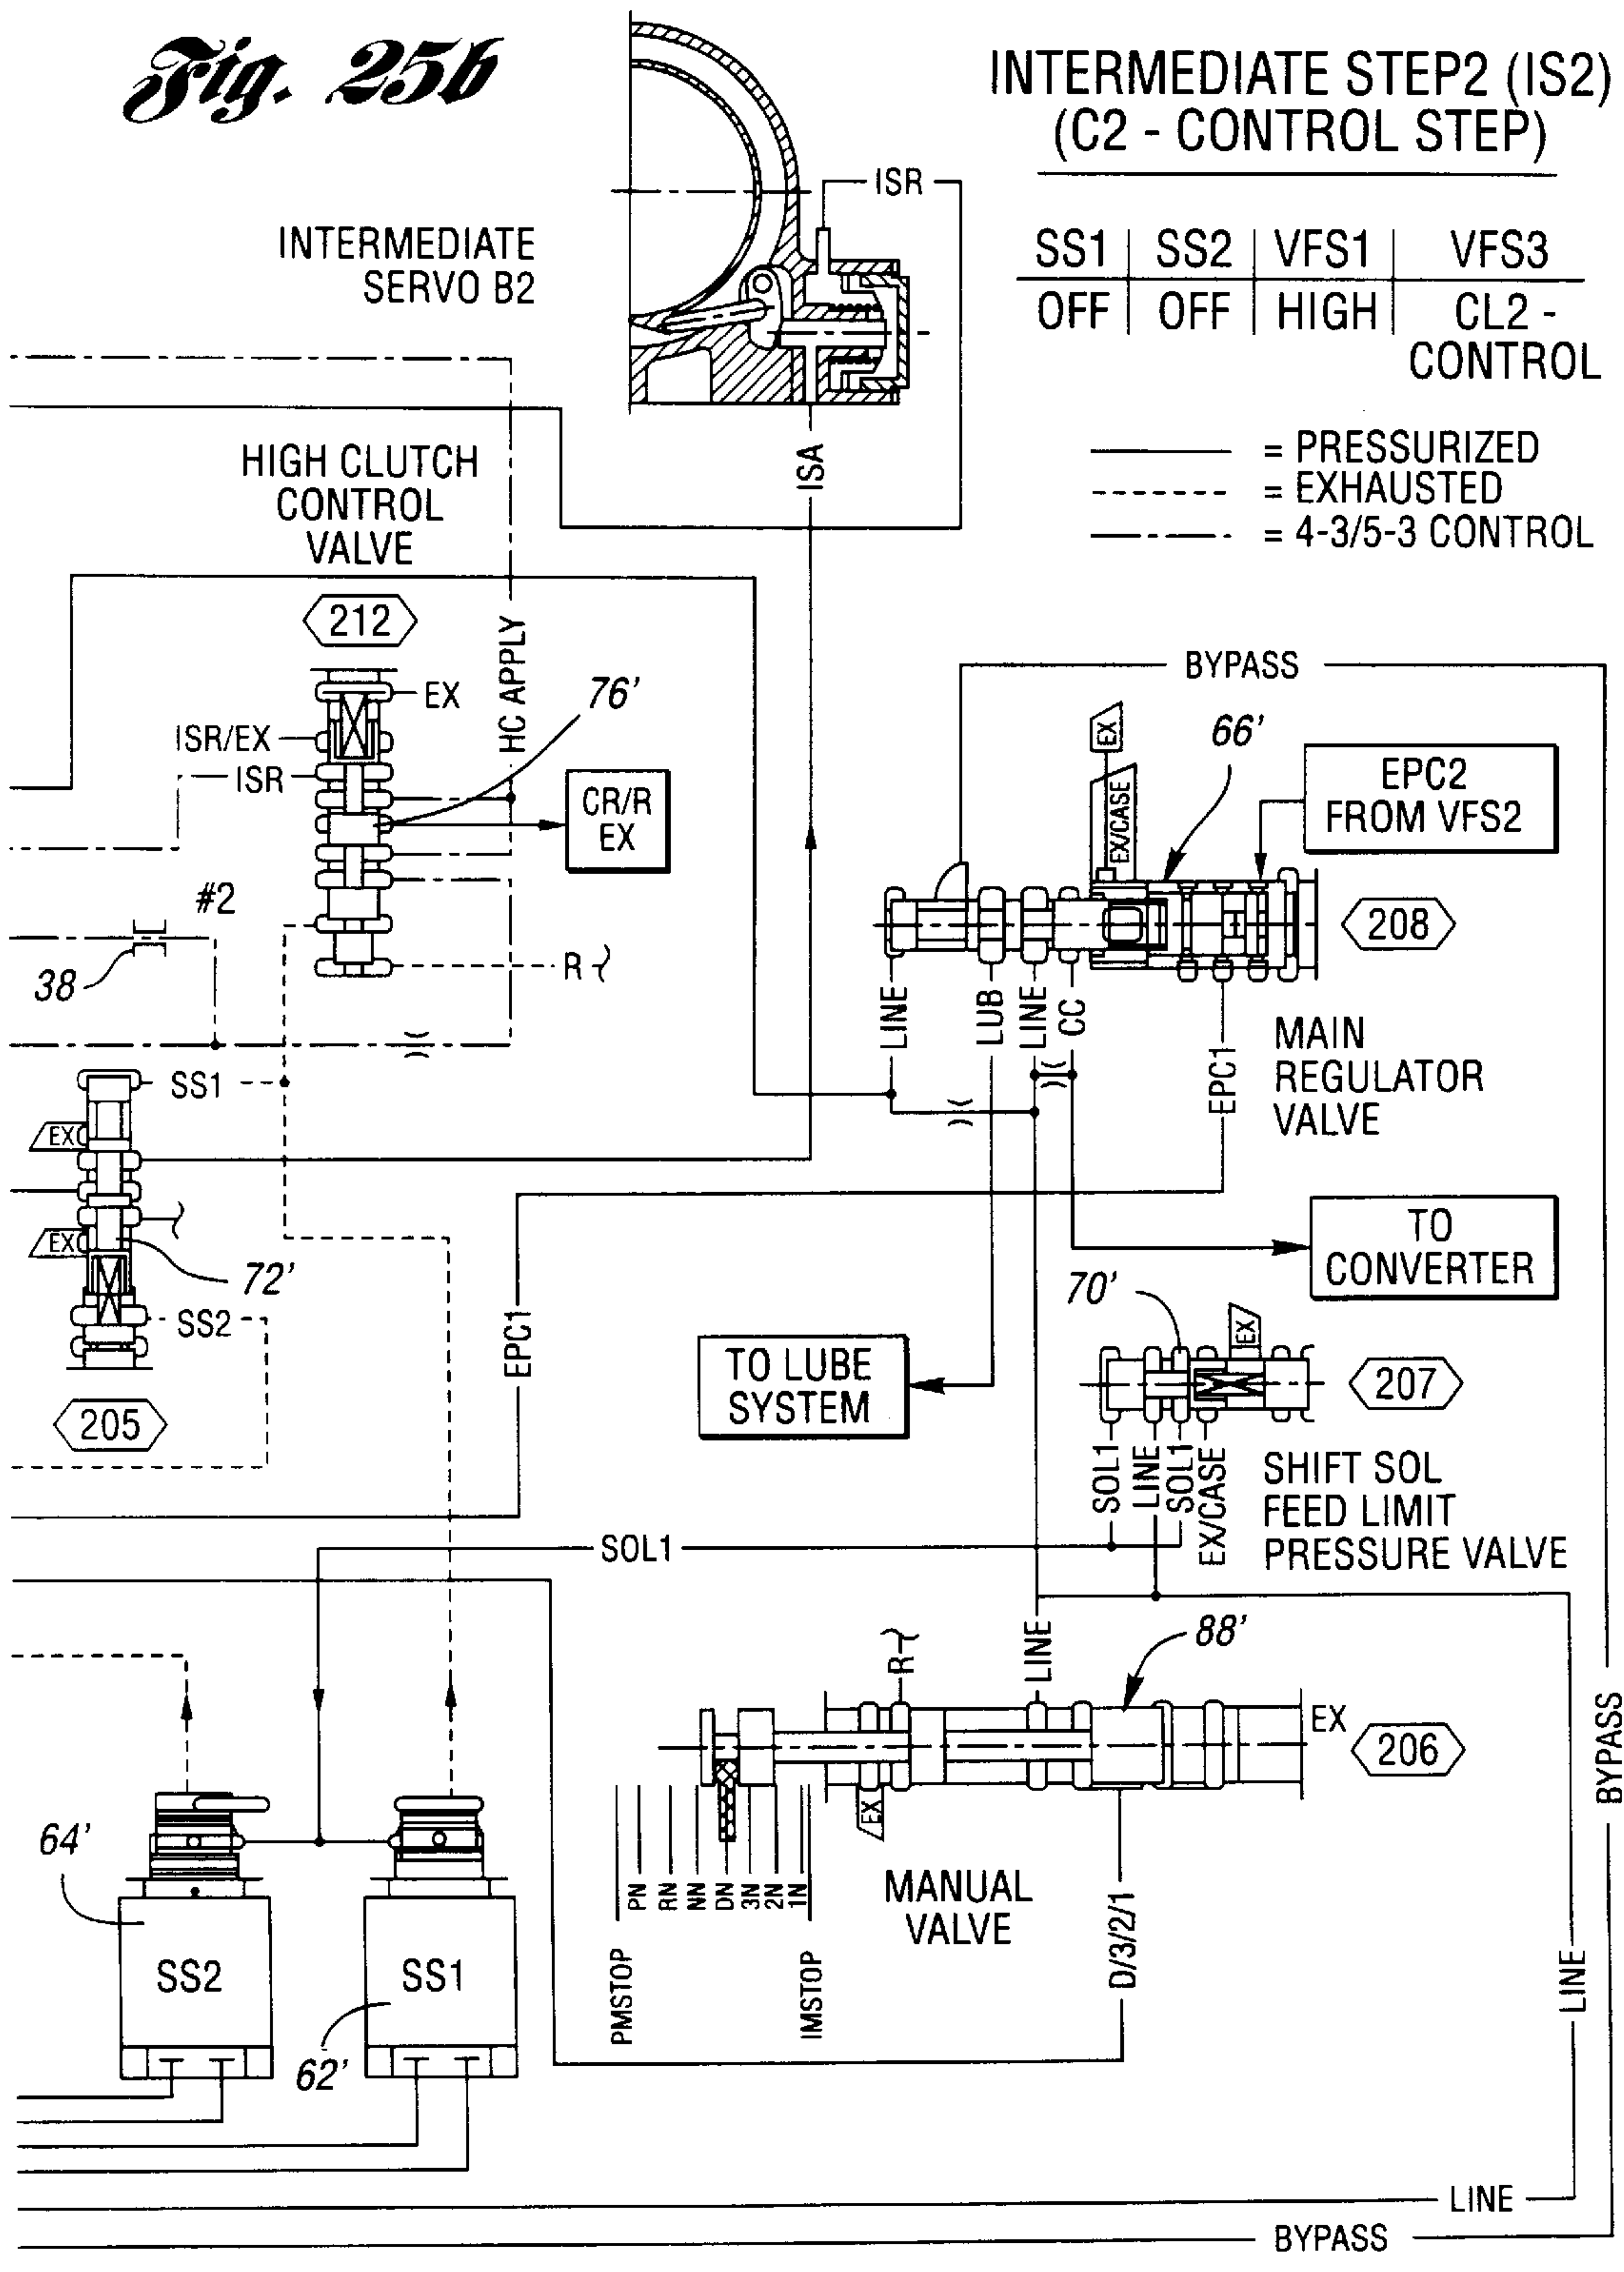 Fig. 25b
INTERMEDIATE STEP2 (IS2)
(C2 - CONTROL STEP)
SS1 SS2 VFS1 VFS3
OFF OFF HIGH CL2 -
CONTROL
= PRESSURIZED
= EXHAUSTED
= 4-3/5-3 CONTROL
ISR
INTERMEDIATE
SERVO B2
ISA
HIGH CLUTCH
CONTROL
VALVE
212
HC APPLY
EX
76'
ISR/EX
ISR
CR/R
EX
#2
38
R
SS1
EX
EX
72'
SS2
205
BYPASS
EX
EX/CASE
66'
EPC2
FROM VFS2
208
LINE
LUB
LINE
CC
EPC1
MAIN
REGULATOR
VALVE
TO
CONVERTER
70'
EX
207
EPC1
TO LUBE
SYSTEM
SOL1
LINE
SOL1
EX/CASE
SHIFT SOL
FEED LIMIT
PRESSURE VALVE
SOL1
R
LINE
88'
EX
206
EX
MANUAL
VALVE
PMSTOP
PN
RN
NN
DN
3N
2N
1N
IMSTOP
D/3/2/1
64'
SS2
SS1
62'
LINE
BYPASS
LINE
BYPASS